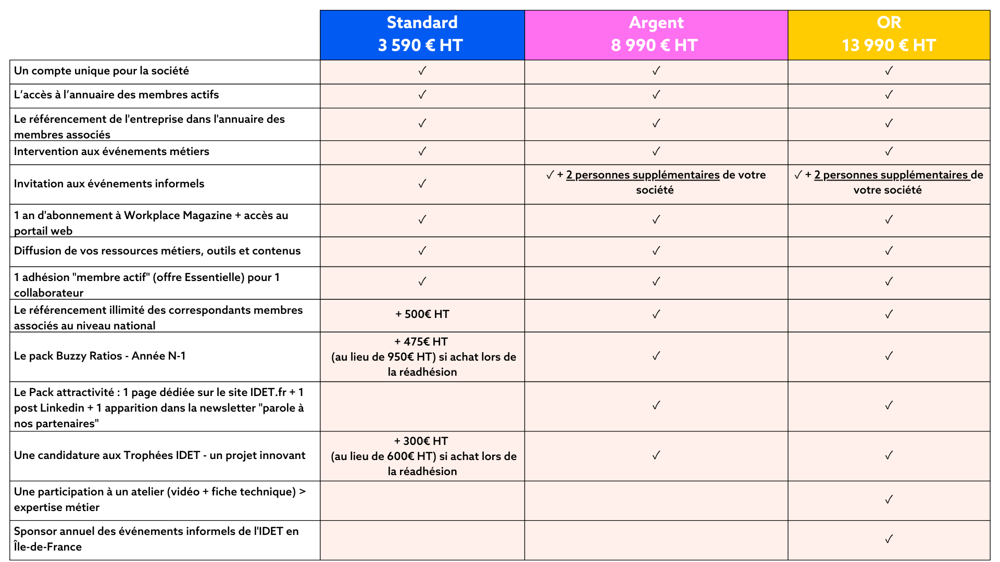 Standard
3 590 € HT
Argent
8 990 € HT
OR
13 990 € HT
Un compte unique pour la société
✓
✓
✓
L’accès à l’annuaire des membres actifs
✓
✓
✓
Le référencement de l'entreprise dans l'annuaire des
membres associés
✓
✓
✓
Intervention aux événements métiers
✓
✓
✓
Invitation aux événements informels
✓
✓ + 2 personnes supplémentaires de votre
société
✓ + 2 personnes supplémentaires de
votre société
1 an d'abonnement à Workplace Magazine + accès au
portail web
✓
✓
✓
Diffusion de vos ressources métiers, outils et contenus
✓
✓
✓
1 adhésion "membre actif" (offre Essentielle) pour 1
collaborateur
✓
✓
✓
Le référencement illimité des correspondants membres
associés au niveau national
+ 500€ HT
✓
✓
Le pack Buzzy Ratios - Année N-1
+ 475€ HT
(au lieu de 950€ HT) si achat lors de
la réadhésion
✓
✓
Le Pack attractivité : 1 page dédiée sur le site IDET.fr + 1
post Linkedin + 1 apparition dans la newsletter "parole à
nos partenaires"
✓
✓
Une candidature aux Trophées IDET - un projet innovant
+ 300€ HT
(au lieu de 600€ HT) si achat lors de
la réadhésion
✓
✓
Une participation à un atelier (vidéo + fiche technique) >
expertise métier
✓
Sponsor annuel des événements informels de l'IDET en
Île-de-France
✓